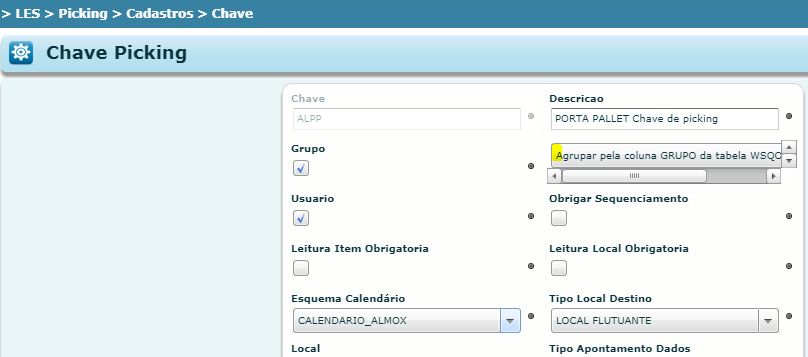 > LES > Picking > Cadastros > Chave
Chave Picking
Chave
Descricao
ALPP
PORTA PALLET Chave de picking
Grupo
Agrupar pela coluna GRUPO da tabela WSQO
Usuario
Obrigar Sequenciamento
Leitura Item Obrigatoria
Leitura Local Obrigatoria
Esquema Calendário
Tipo Local Destino
CALENDARIO_ALMOX
LOCAL FLUTUANTE
Local
Tipo Apontamento Dados